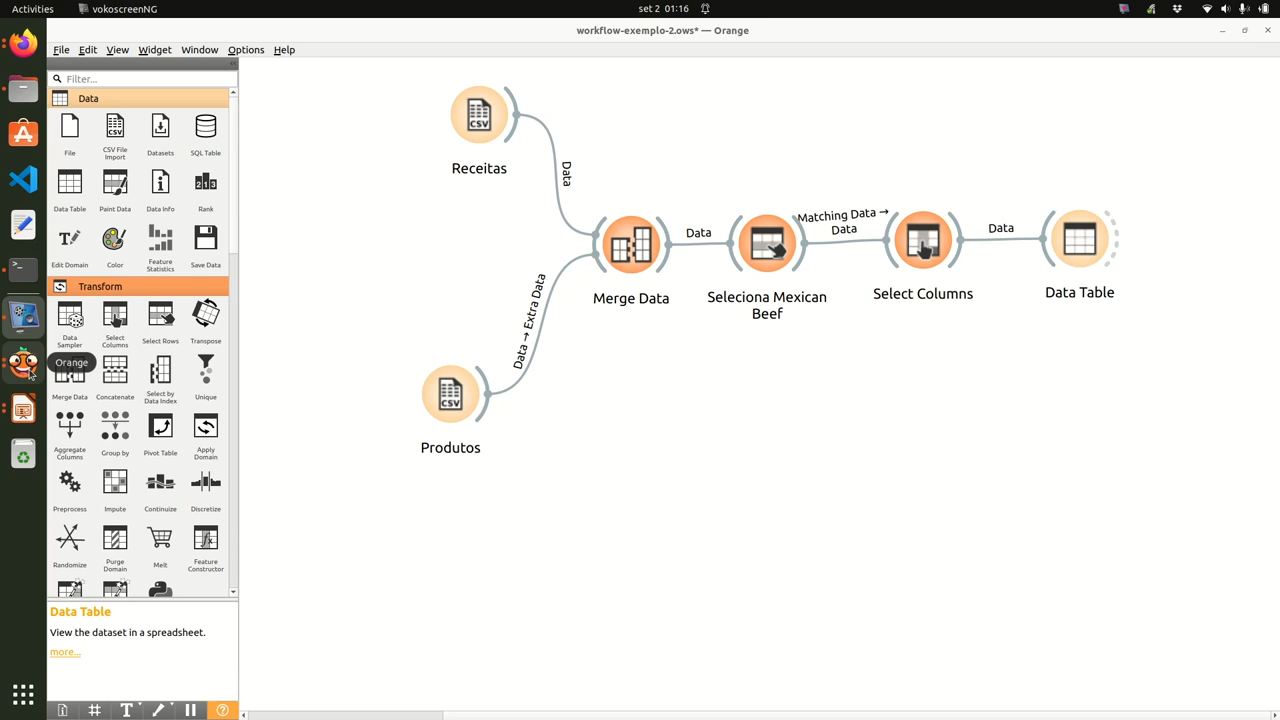 Activities
vokoscreenNG
set 2 01:16
workflow-exemplo-2.ows* — Orange
File Edit View Widget Window Options Help
Filter...
Data
File
CSV File Import
Datasets
SQL Table
Data Table
Paint Data
Data Info
Rank
Edit Domain
Color
Feature Statistics
Save Data
Transform
Data Sampler
Select Columns
Select Rows
Transpose
Orange
Merge Data
Concatenate
Select by Data Index
Unique
Aggregate Columns
Group by
Pivot Table
Apply Domain
Preprocess
Impute
Continuize
Discretize
Randomize
Purge Domain
Melt
Feature Constructor
Data Table
View the dataset in a spreadsheet.
more...
Receitas
Data
Data → Extra Data
Produtos
Merge Data
Data
Seleciona Mexican
Beef
Matching Data →
Data
Select Columns
Data
Data Table